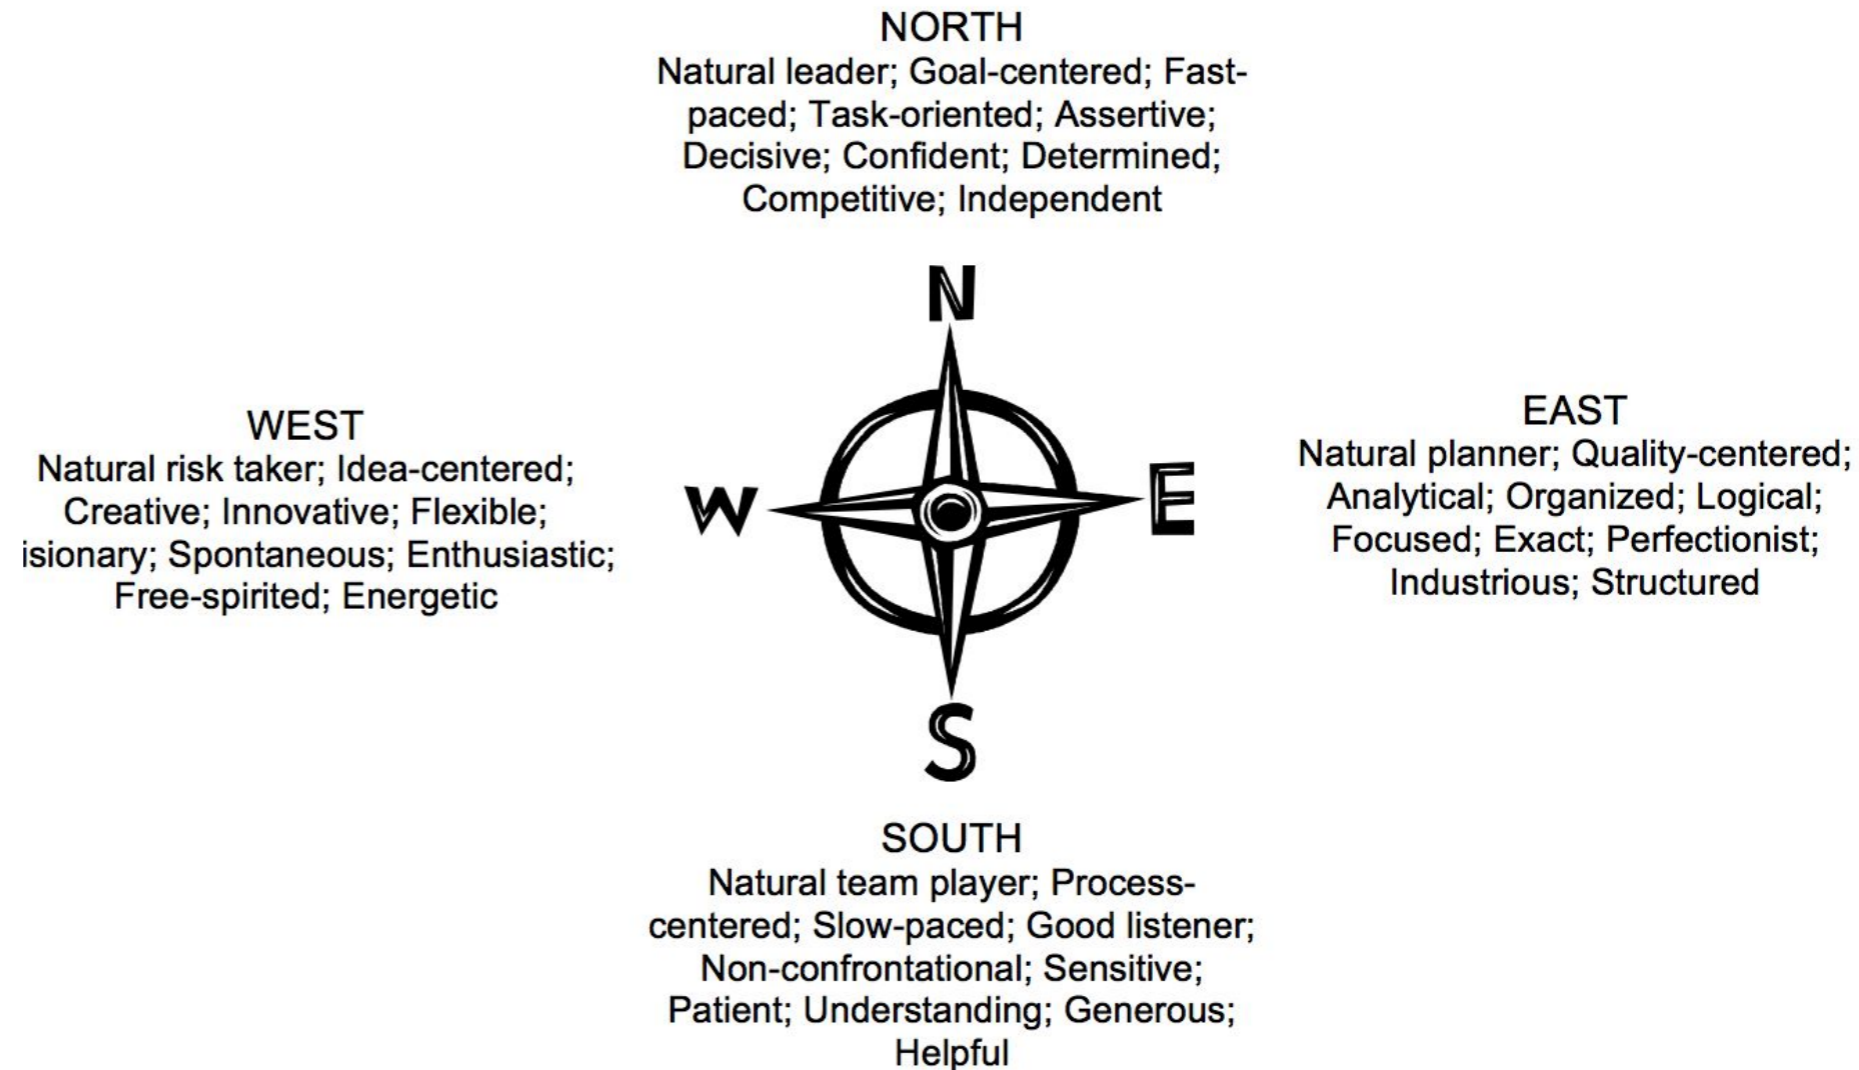 NORTH
Natural leader; Goal-centered; Fast-
paced; Task-oriented; Assertive;
Decisive; Confident; Determined;
Competitive; Independent
N
WEST
Natural risk taker; Idea-centered;
Creative; Innovative; Flexible;
isionary; Spontaneous; Enthusiastic;
Free-spirited; Energetic
W
E
EAST
Natural planner; Quality-centered;
Analytical; Organized; Logical;
Focused; Exact; Perfectionist;
Industrious; Structured
S
SOUTH
Natural team player; Process-
centered; Slow-paced; Good listener;
Non-confrontational; Sensitive;
Patient; Understanding; Generous;
Helpful